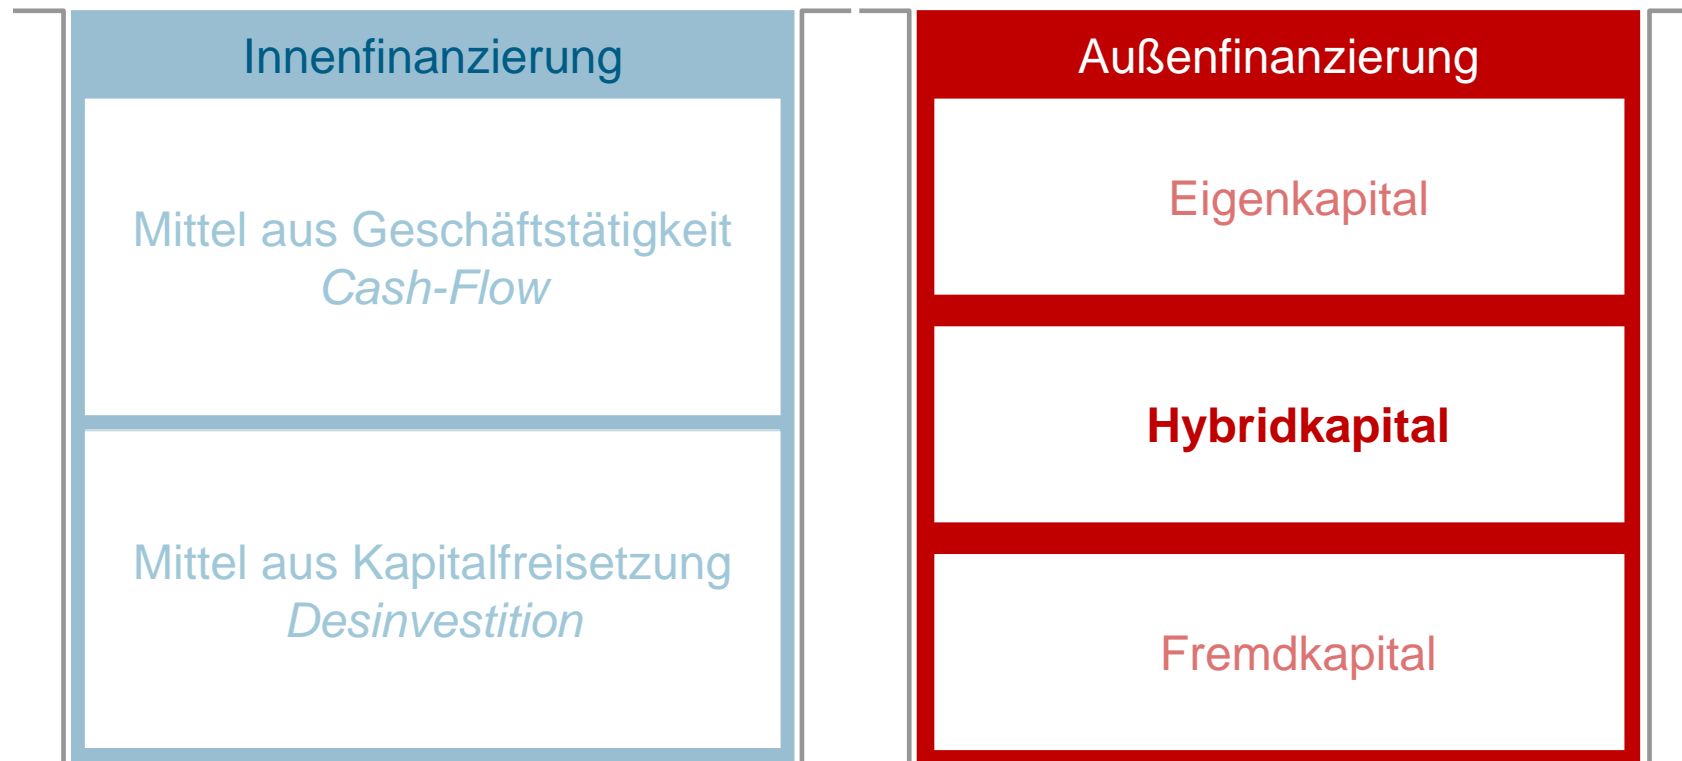 Innenfinanzierung
Mittel aus Geschäftstätigkeit
Cash-Flow
Mittel aus Kapitalfreisetzung
Desinvestition
Außenfinanzierung
Eigenkapital
Hybridkapital
Fremdkapital